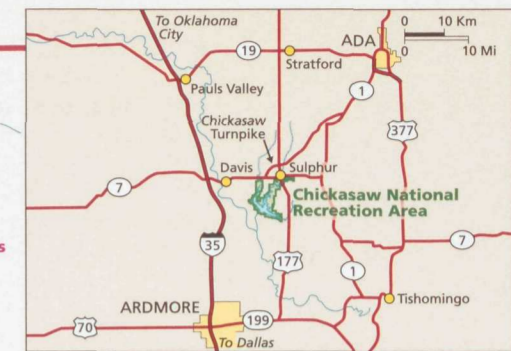 To Oklahoma
City
0 10 Km
0 10 Mi
ADA
19
Stratford
Pauls Valley
1
377
Chickasaw
Turnpike
Davis
Sulphur
7
Chickasaw National
Recreation Area
s
35
177
7
1
Tishomingo
ARDMORE
70
199
To Dallas